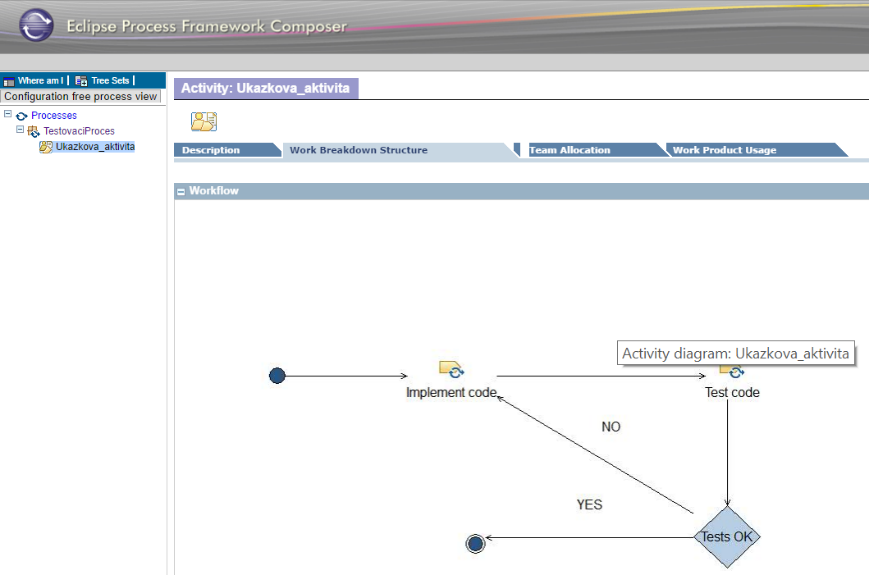 Eclipse Process Framework Composer
Where am I | Tree Sets |
Configuration free process view
Processes
TestovaciProces
Ukazkova_aktivita
Activity: Ukazkova_aktivita
Description Work Breakdown Structure Team Allocation Work Product Usage
Workflow
Activity diagram: Ukazkova_aktivita
Implement code
Test code
NO
YES
Tests OK